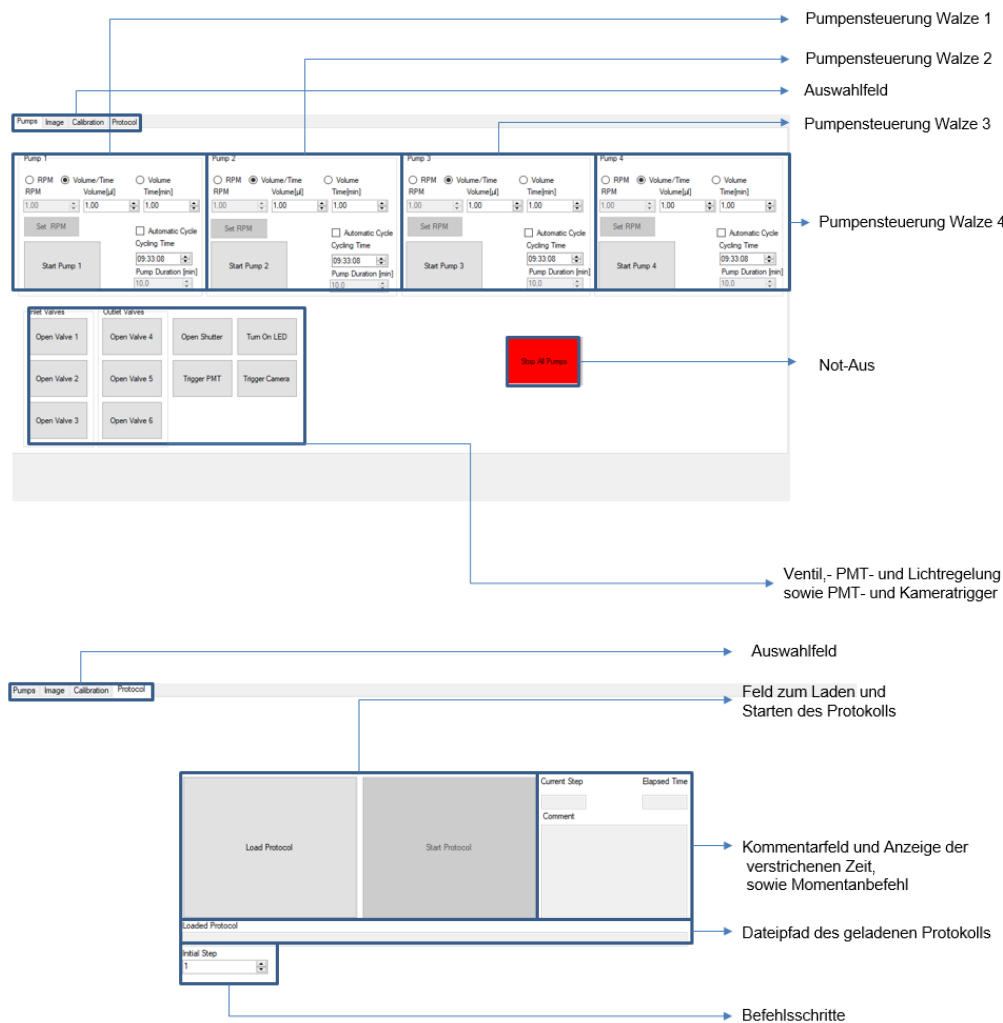 Pumpensteuerung Walze 1
Pumpensteuerung Walze 2
Auswahlfeld
Pumps Image Calibration Protocol
Pumpensteuerung Walze 3
Pump 1 Pump 2 Pump 3 Pump 4
RPM Volume/Time Volume RPM Volume/Time Volume RPM Volume/Time Volume RPM Volume/Time Volume
RPM Volume[µl] Time[min] RPM Volume[µl] Time[min] RPM Volume[µl] Time[min] RPM Volume[µl] Time[min]
1,00 1,00 1,00 1,00 1,00 1,00 1,00 1,00 1,00 1,00 1,00 1,00
Pumpensteuerung Walze 4
Set RPM Set RPM Set RPM Set RPM
Automatic Cycle Automatic Cycle Automatic Cycle Automatic Cycle
Cycling Time Cycling Time Cycling Time Cycling Time
09:33:08 09:33:08 09:33:08 09:33:08
Start Pump 1 Start Pump 2 Start Pump 3 Start Pump 4
Pump Duration [min] Pump Duration [min] Pump Duration [min] Pump Duration [min]
10,0 10,0 10,0 10,0
Inlet Valves Outlet Valves
Open Valve 1 Open Valve 4 Open Shutter Turn On LED
Stop All Pumps
Not-Aus
Open Valve 2 Open Valve 5 Trigger PMT Trigger Camera
Open Valve 3 Open Valve 6
Ventil,- PMT- und Lichtregelung
sowie PMT- und Kameratrigger
Auswahlfeld
Pumps Image Calibration Protocol
Feld zum Laden und
Starten des Protokolls
Current Step Elapsed Time
Comment
Load Protocol Start Protocol
Kommentarfeld und Anzeige der
verstrichenen Zeit,
sowie Momentanbefehl
Loaded Protocol
Dateipfad des geladenen Protokolls
Initial Step
1
Befehlsschritte